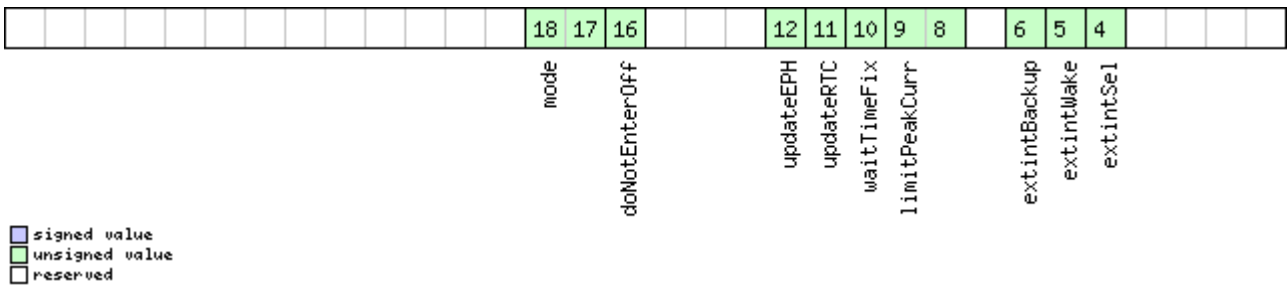 18 17 16 12 11 10 9 8 6 5 4
mode doNotEnterOff updateEPH updateRTC waitTimeFix limitPeakCurr extintBackup extintWake extintSel
signed value
unsigned value
reserved